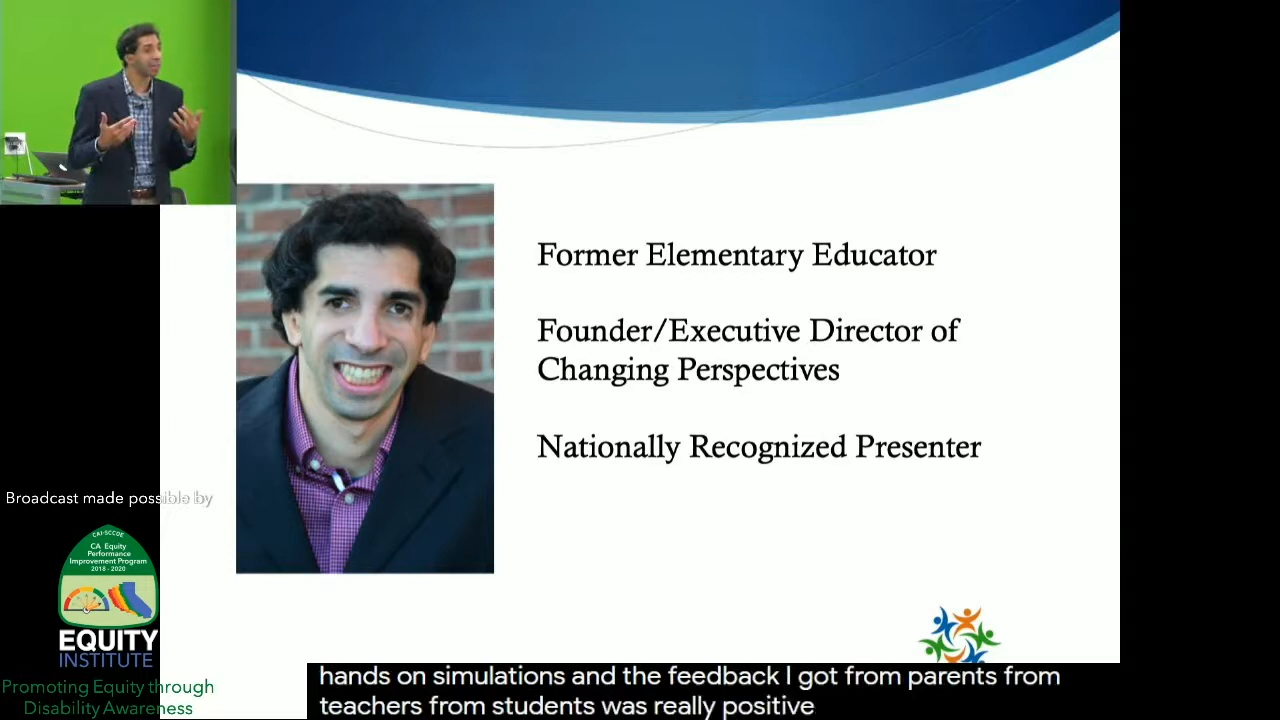 Former Elementary Educator
Founder/Executive Director of
Changing Perspectives
Nationally Recognized Presenter
Broadcast made possible by
CAI-SCCOE
CA Equity
Performance
Improvement Program
2018 - 2020
EQUITY
INSTITUTE
Promoting Equity through
Disability Awareness
hands on simulations and the feedback I got from parents from
teachers from students was really positive